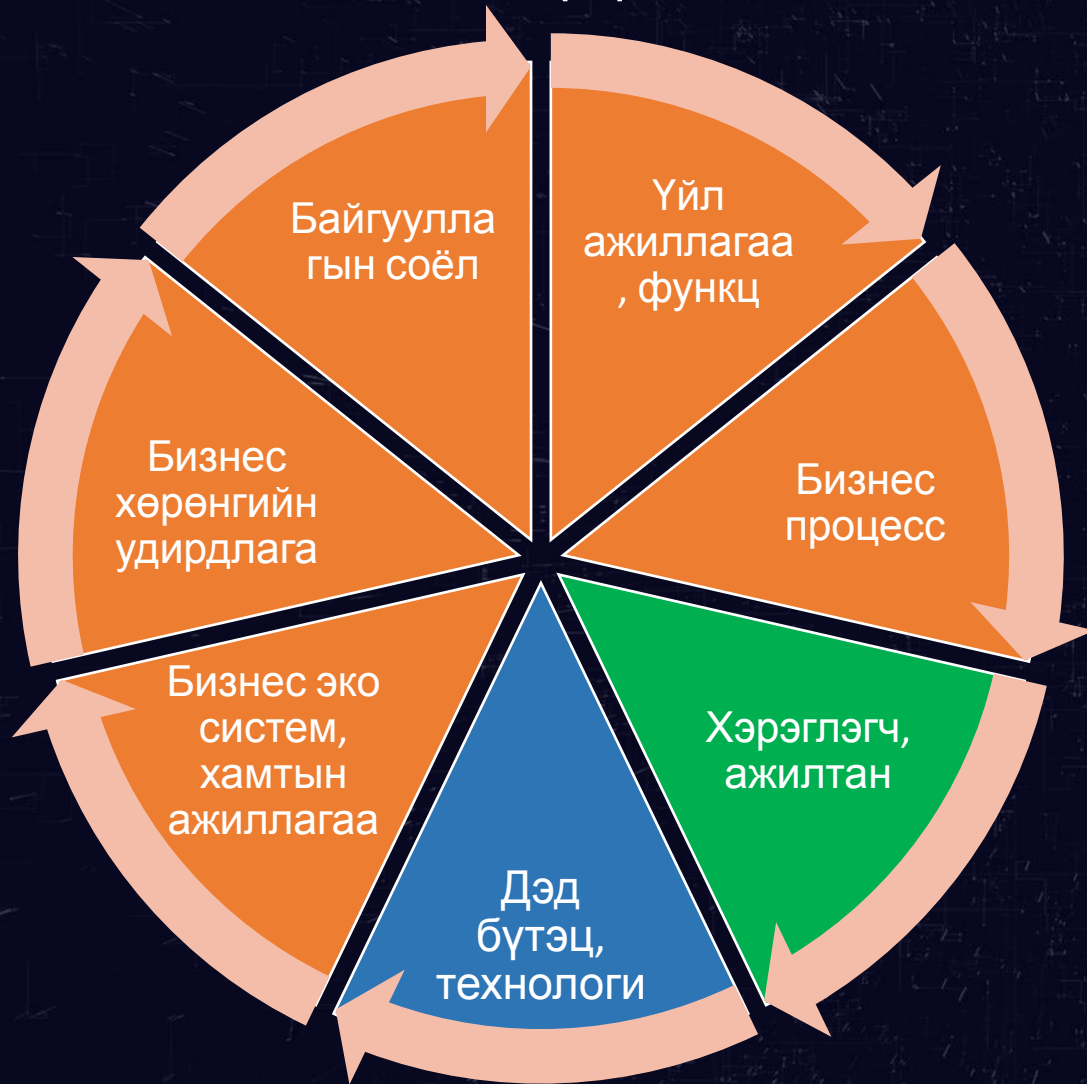 Үйл
ажиллагаа
, функц
Бизнес
процесс
Хэрэглэгч,
ажилтан
Дэд
бүтэц,
технологи
Бизнес эко
систем,
хамтын
ажиллагаа
Бизнес
хөрөнгийн
удирдлага
Байгуулла
гын соёл